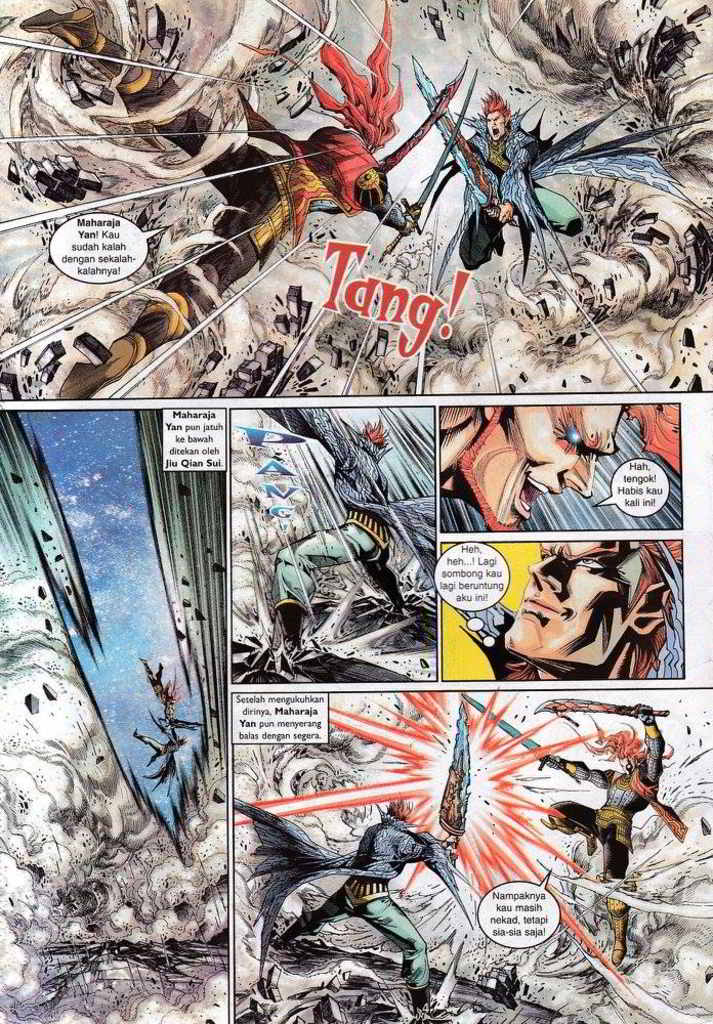 Maharaja
Yan! Kau
sudah kalah
dengan sekalah-
kalahnya!
Tang!
Maharaja
Yan pun jatuh
ke bawah
ditekan oleh
Jiu Qian Sui.
DANG
Hah,
tengok!
Habis kau
kali ini!
Heh,
heh...! Lagi
sombong kau
lagi beruntung
aku ini!
Setelah mengukuhkan
dirinya, Maharaja
Yan pun menyerang
balas dengan segera.
Nampaknya
kau masih
nekad, tetapi
sia-sia saja!